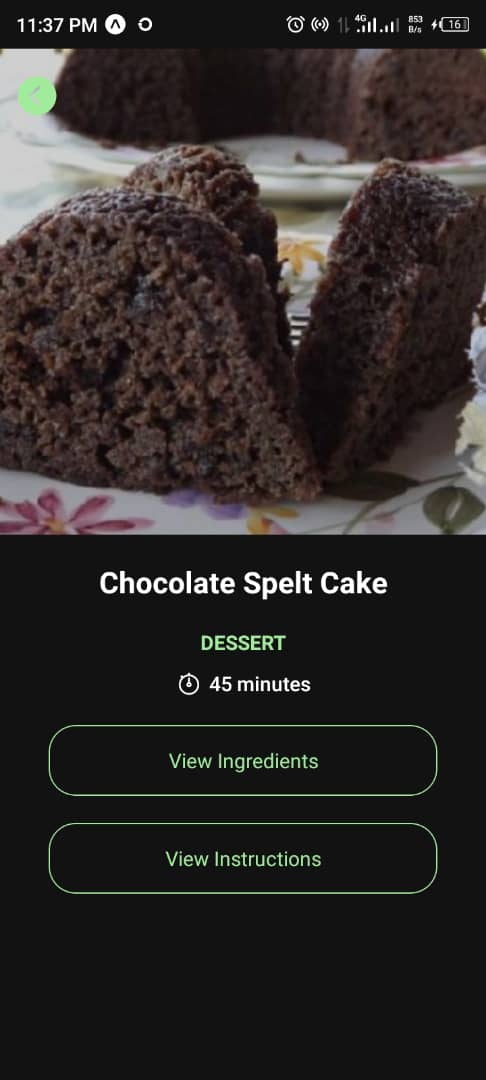 11:37 PM
4G
853
B/s
16
Chocolate Spelt Cake
DESSERT
45 minutes
View Ingredients
View Instructions